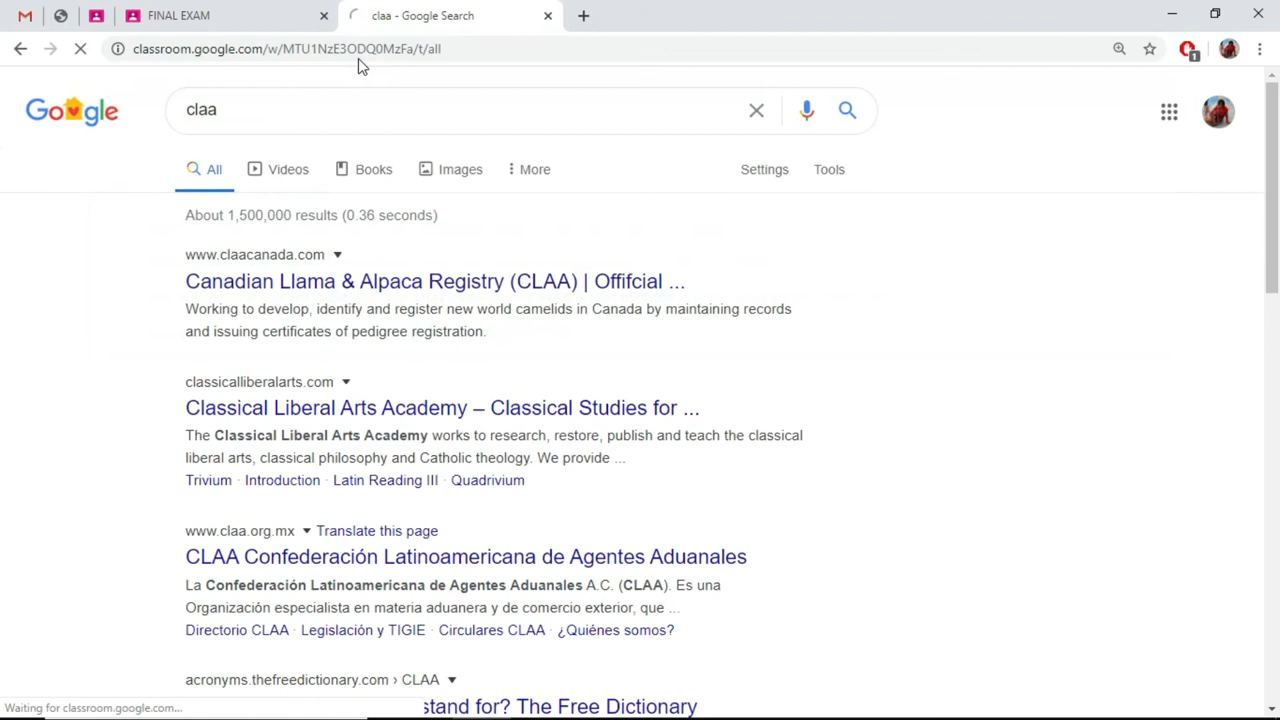 FINAL EXAM
claa - Google Search
classroom.google.com/w/MTU1NzE3ODQ0MzFa/t/all
1
Google
claa
All
Videos
Books
Images
More
Settings
Tools
About 1,500,000 results (0.36 seconds)
www.claacanada.com
Canadian Llama & Alpaca Registry (CLAA) | Offifcial ...
Working to develop, identify and register new world camelids in Canada by maintaining records
and issuing certificates of pedigree registration.
classicalliberalarts.com
Classical Liberal Arts Academy – Classical Studies for ...
The Classical Liberal Arts Academy works to research, restore, publish and teach the classical
liberal arts, classical philosophy and Catholic theology. We provide ...
Trivium · Introduction · Latin Reading III · Quadrivium
www.claa.org.mx
Translate this page
CLAA Confederación Latinoamericana de Agentes Aduanales
La Confederación Latinoamericana de Agentes Aduanales A.C. (CLAA). Es una
Organización especialista en materia aduanera y de comercio exterior, que ...
Directorio CLAA · Legislación y TIGIE · Circulares CLAA · ¿Quiénes somos?
acronyms.thefreedictionary.com › CLAA
stand for? The Free Dictionary
Waiting for classroom.google.com...